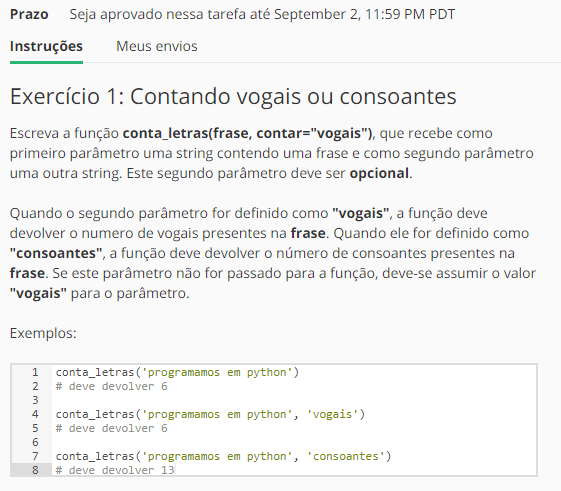 Prazo Seja aprovado nessa tarefa até September 2, 11:59 PM PDT
Instruções Meus envios
Exercício 1: Contando vogais ou consoantes
Escreva a função conta_letras(frase, contar="vogais"), que recebe como
primeiro parâmetro uma string contendo uma frase e como segundo parâmetro
uma outra string. Este segundo parâmetro deve ser opcional.
Quando o segundo parâmetro for definido como "vogais", a função deve
devolver o numero de vogais presentes na frase. Quando ele for definido como
"consoantes", a função deve devolver o número de consoantes presentes na
frase. Se este parâmetro não for passado para a função, deve-se assumir o valor
"vogais" para o parâmetro.
Exemplos:
1 conta_letras('programamos em python')
2 # deve devolver 6
3
4 conta_letras('programamos em python', 'vogais')
5 # deve devolver 6
6
7 conta_letras('programamos em python', 'consoantes')
8 # deve devolver 13